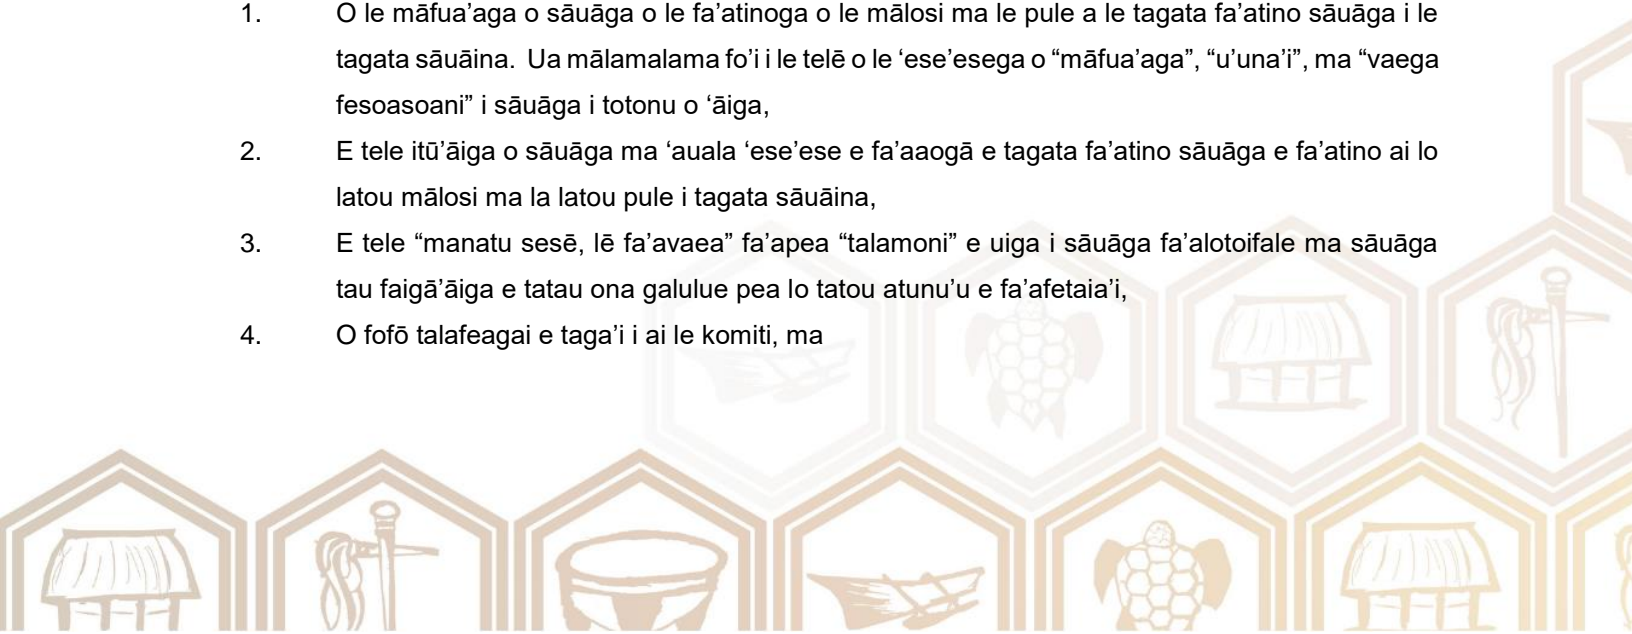 1. O le māfua’aga o sāuāga o le fa’atinoga o le mālosi ma le pule a le tagata fa’atino sāuāga i le
tagata sāuāina. Ua mālamalama fo’i i le telē o le ‘ese’esega o “māfua’aga”, “u’una’i”, ma “vaega
fesoasoani” i sāuāga i totonu o ‘āiga,
2. E tele itū’āiga o sāuāga ma ‘auala ‘ese’ese e fa’aaogā e tagata fa’atino sāuāga e fa’atino ai lo
latou mālosi ma la latou pule i tagata sāuāina,
3. E tele “manatu sesē, lē fa’avaea” fa’apea “talamoni” e uiga i sāuāga fa’alotoifale ma sāuāga
tau faigā’āiga e tatau ona galulue pea lo tatou atunu’u e fa’afetaia’i,
4. O fofō talafeagai e taga’i i ai le komiti, ma